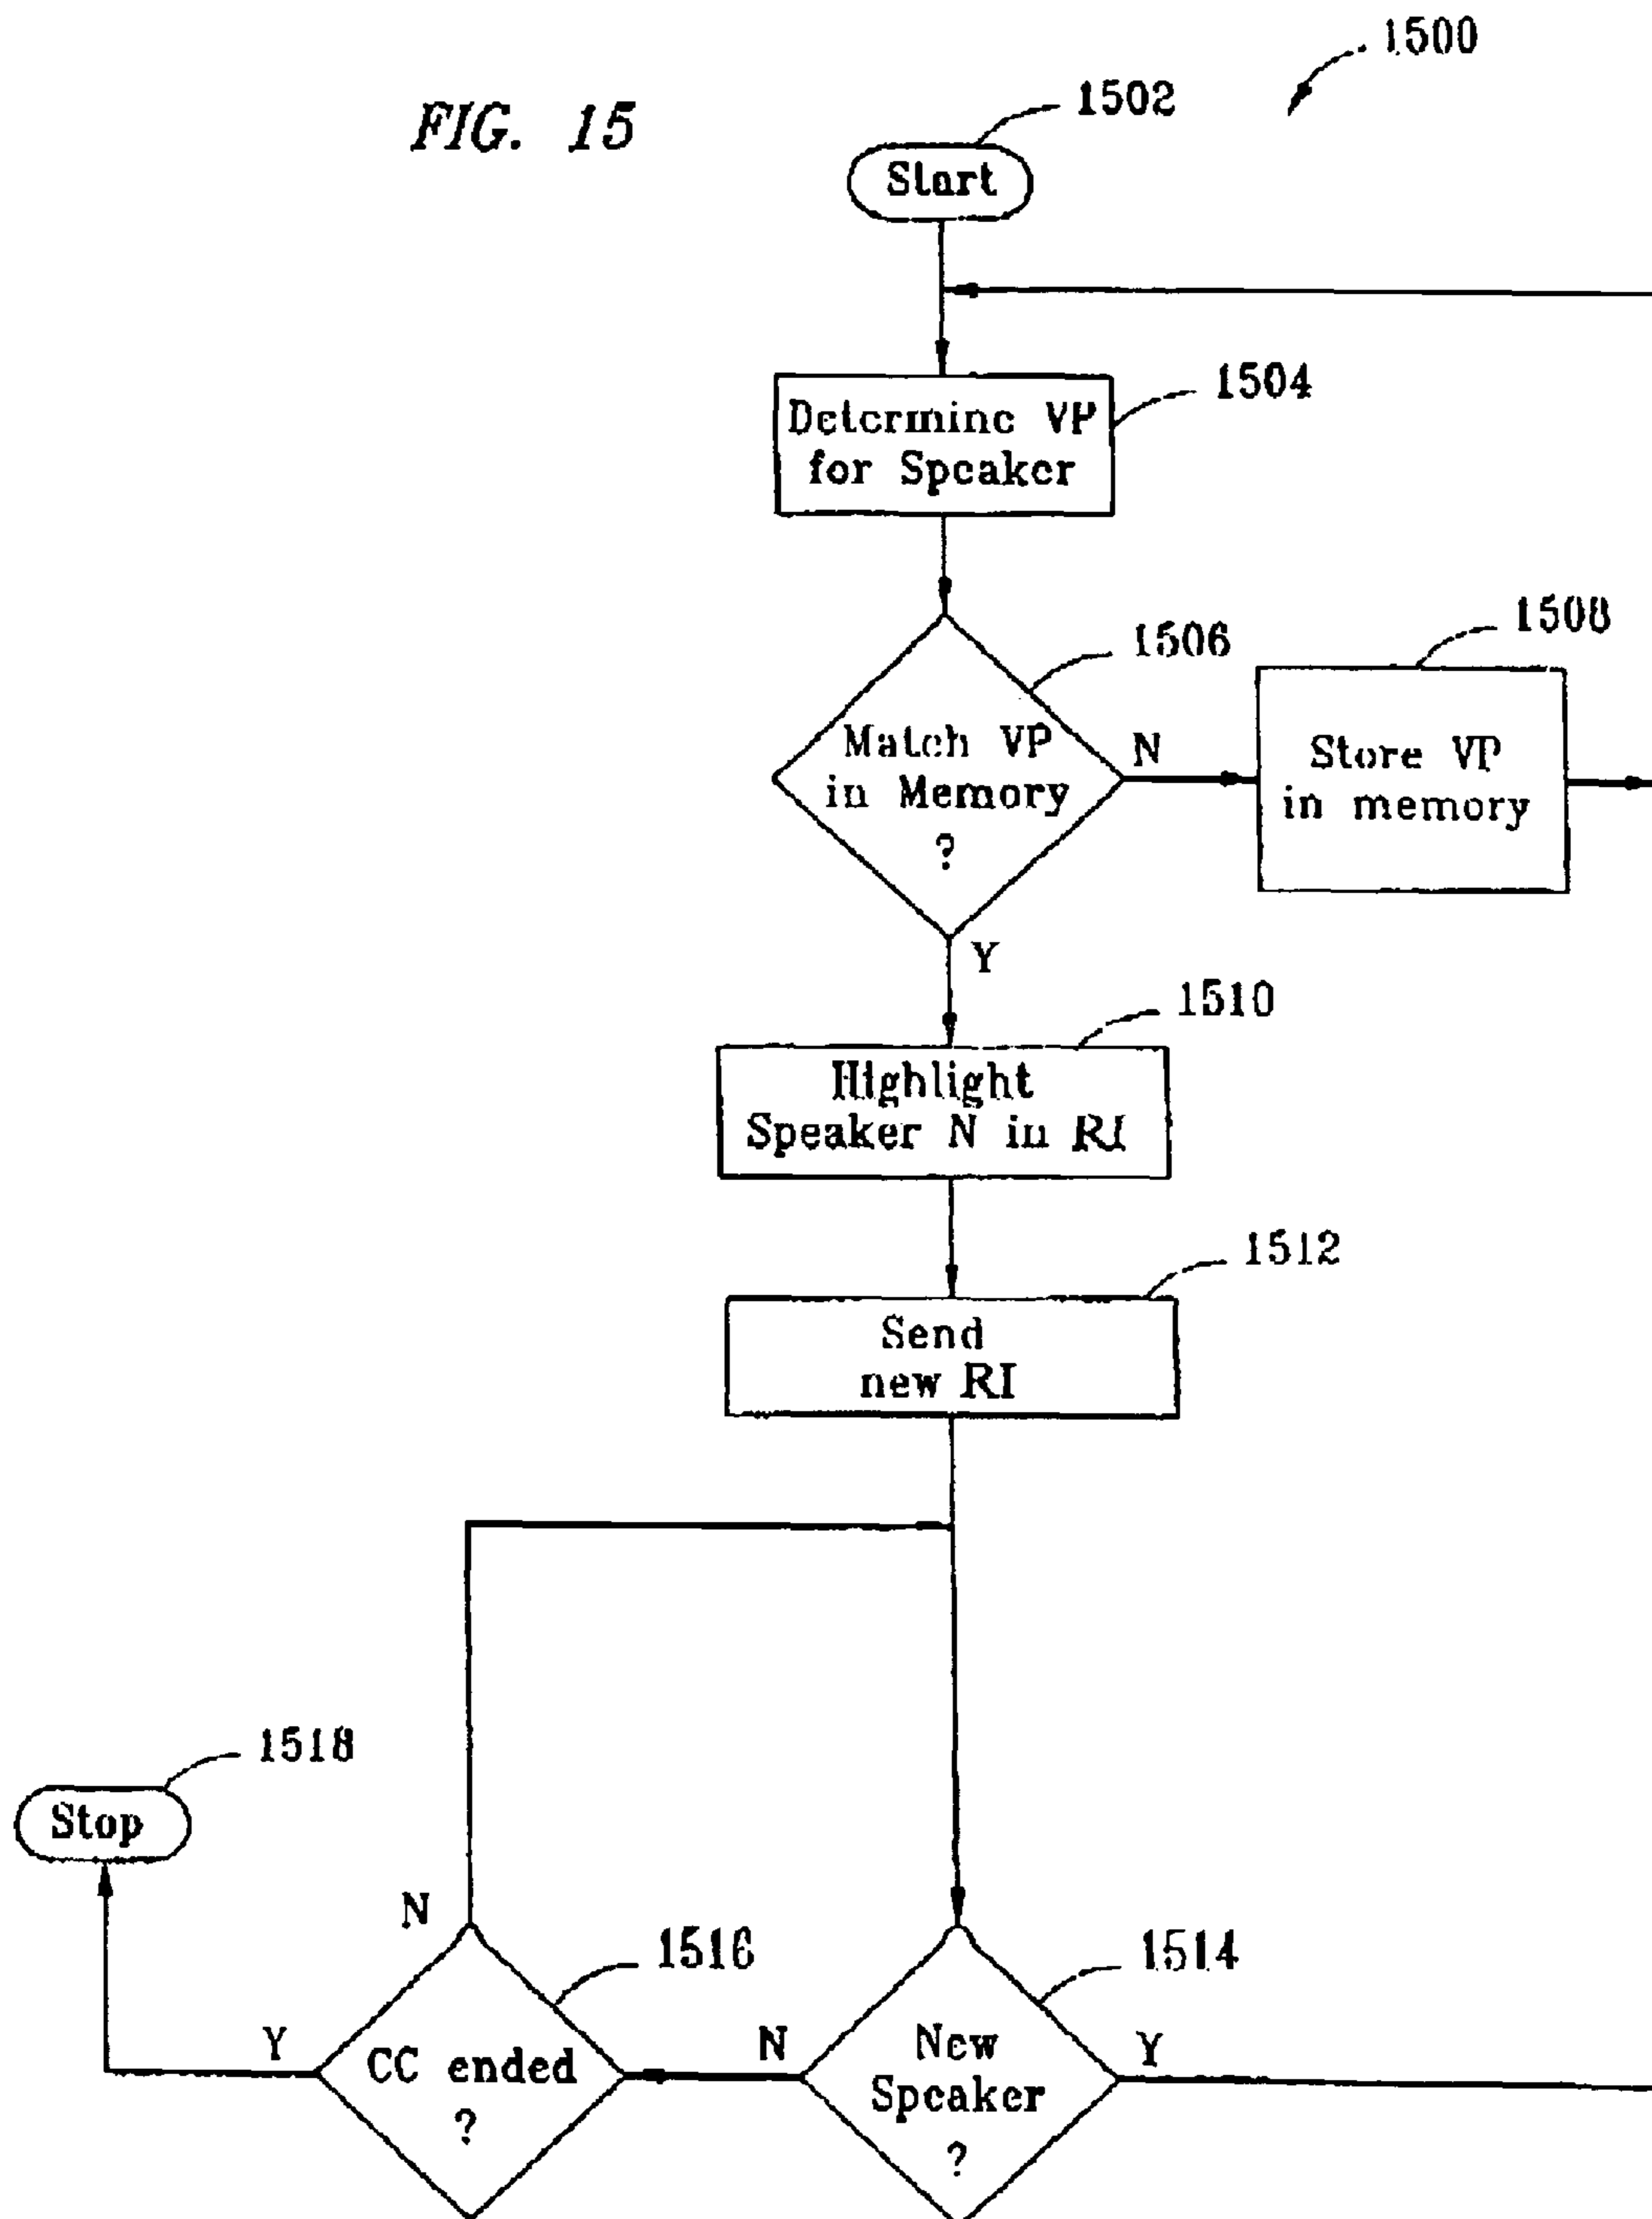 FIG. 15
1500
1502
Start
1504
Determine VP
for Speaker
1506
Match VP
in Memory
?
N
Y
1508
Store VP
in memory
1510
Highlight
Speaker N in RI
1512
Send
new RI
1514
New
Speaker
?
Y
N
1516
CC ended
?
N
Y
1518
Stop